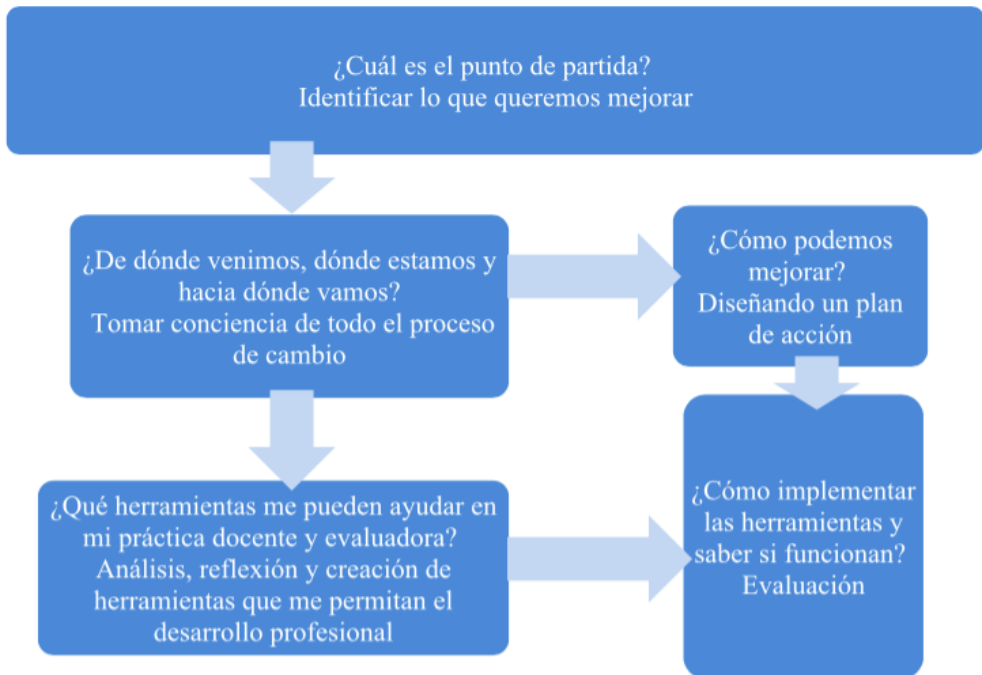 ¿Cuál es el punto de partida?
Identificar lo que queremos mejorar
¿De dónde venimos, dónde estamos y
hacia dónde vamos?
Tomar conciencia de todo el proceso
de cambio
¿Cómo podemos
mejorar?
Diseñando un plan
de acción
¿Qué herramientas me pueden ayudar en
mi práctica docente y evaluadora?
Análisis, reflexión y creación de
herramientas que me permitan el
desarrollo profesional
¿Cómo implementar
las herramientas y
saber si funcionan?
Evaluación